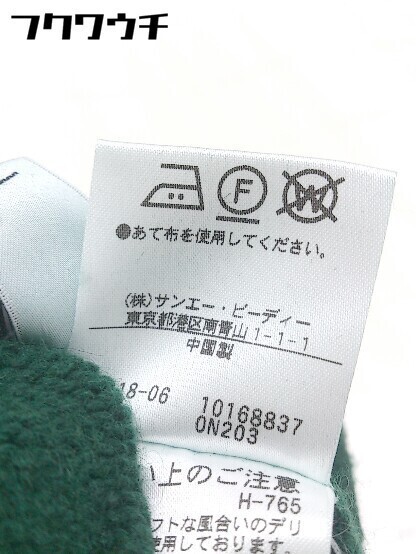 フクワウチ
F
W
●あて布を使用してください。
(株)サンエー・ビーディー
東京都港区南青山1-1-1
中國製
18-06 10168837
0N203
い上のご注意
H-765
フトな風合いのデリ
使用しております